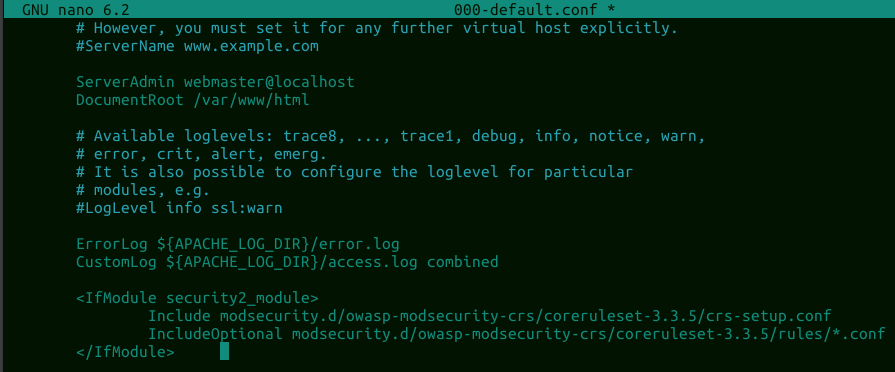 GNU nano 6.2 000-default.conf *
# However, you must set it for any further virtual host explicitly.
#ServerName www.example.com
ServerAdmin webmaster@localhost
DocumentRoot /var/www/html
# Available loglevels: trace8, ..., trace1, debug, info, notice, warn,
# error, crit, alert, emerg.
# It is also possible to configure the loglevel for particular
# modules, e.g.
#LogLevel info ssl:warn
ErrorLog ${APACHE_LOG_DIR}/error.log
CustomLog ${APACHE_LOG_DIR}/access.log combined
<IfModule security2_module>
Include modsecurity.d/owasp-modsecurity-crs/coreruleset-3.3.5/crs-setup.conf
IncludeOptional modsecurity.d/owasp-modsecurity-crs/coreruleset-3.3.5/rules/*.conf
</IfModule>